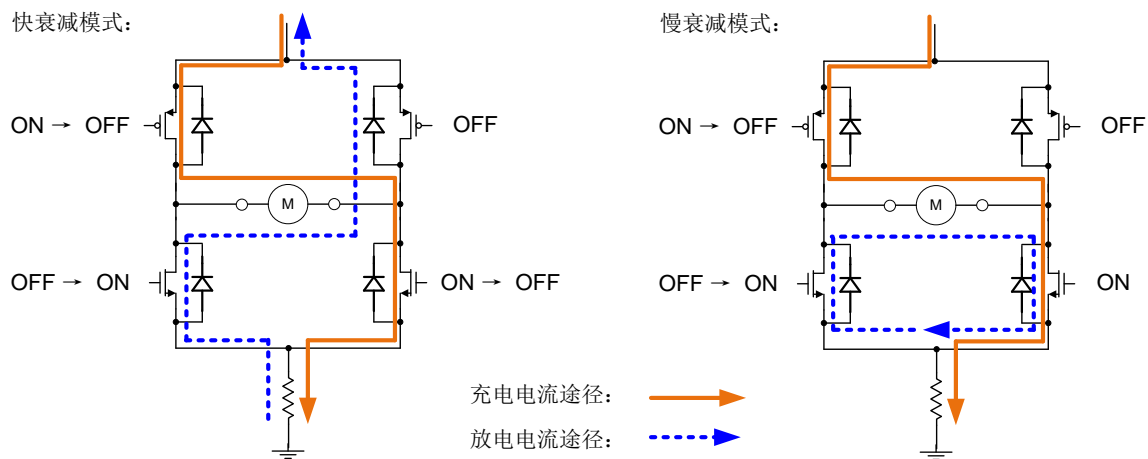 快衰减模式：
慢衰减模式：
ON → OFF
OFF
ON → OFF
OFF
M
M
OFF → ON
ON → OFF
OFF → ON
ON
充电电流途径：
放电电流途径：